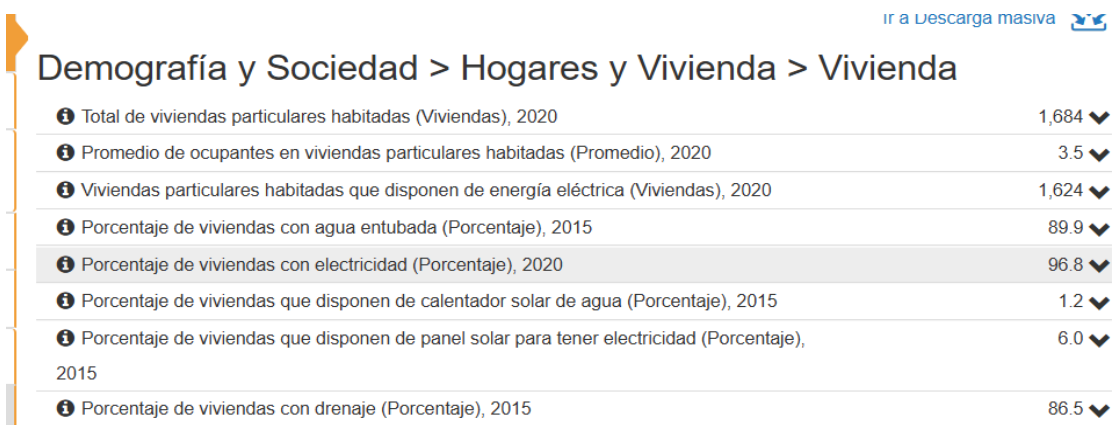 Ir a Descarga masiva
Demografía y Sociedad > Hogares y Vivienda > Vivienda
Total de viviendas particulares habitadas (Viviendas), 2020 1,684
Promedio de ocupantes en viviendas particulares habitadas (Promedio), 2020 3.5
Viviendas particulares habitadas que disponen de energía eléctrica (Viviendas), 2020 1,624
Porcentaje de viviendas con agua entubada (Porcentaje), 2015 89.9
Porcentaje de viviendas con electricidad (Porcentaje), 2020 96.8
Porcentaje de viviendas que disponen de calentador solar de agua (Porcentaje), 2015 1.2
Porcentaje de viviendas que disponen de panel solar para tener electricidad (Porcentaje), 6.0
2015
Porcentaje de viviendas con drenaje (Porcentaje), 2015 86.5